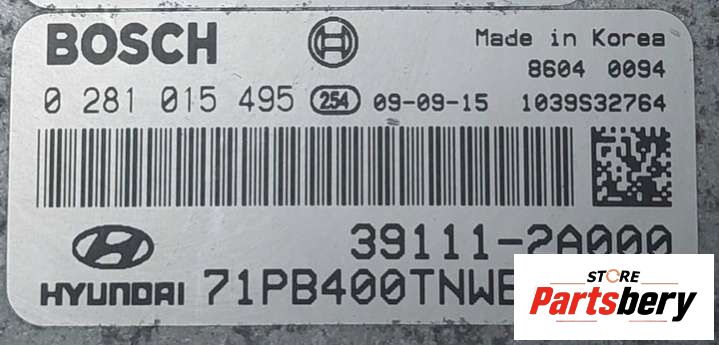 BOSCH
Made in Korea
8604 0094
0 281 015 495 254 09-09-15 1039S32764
39111-2A000
HYUNDAI 71PB400TNWE
STORE
Partsbery